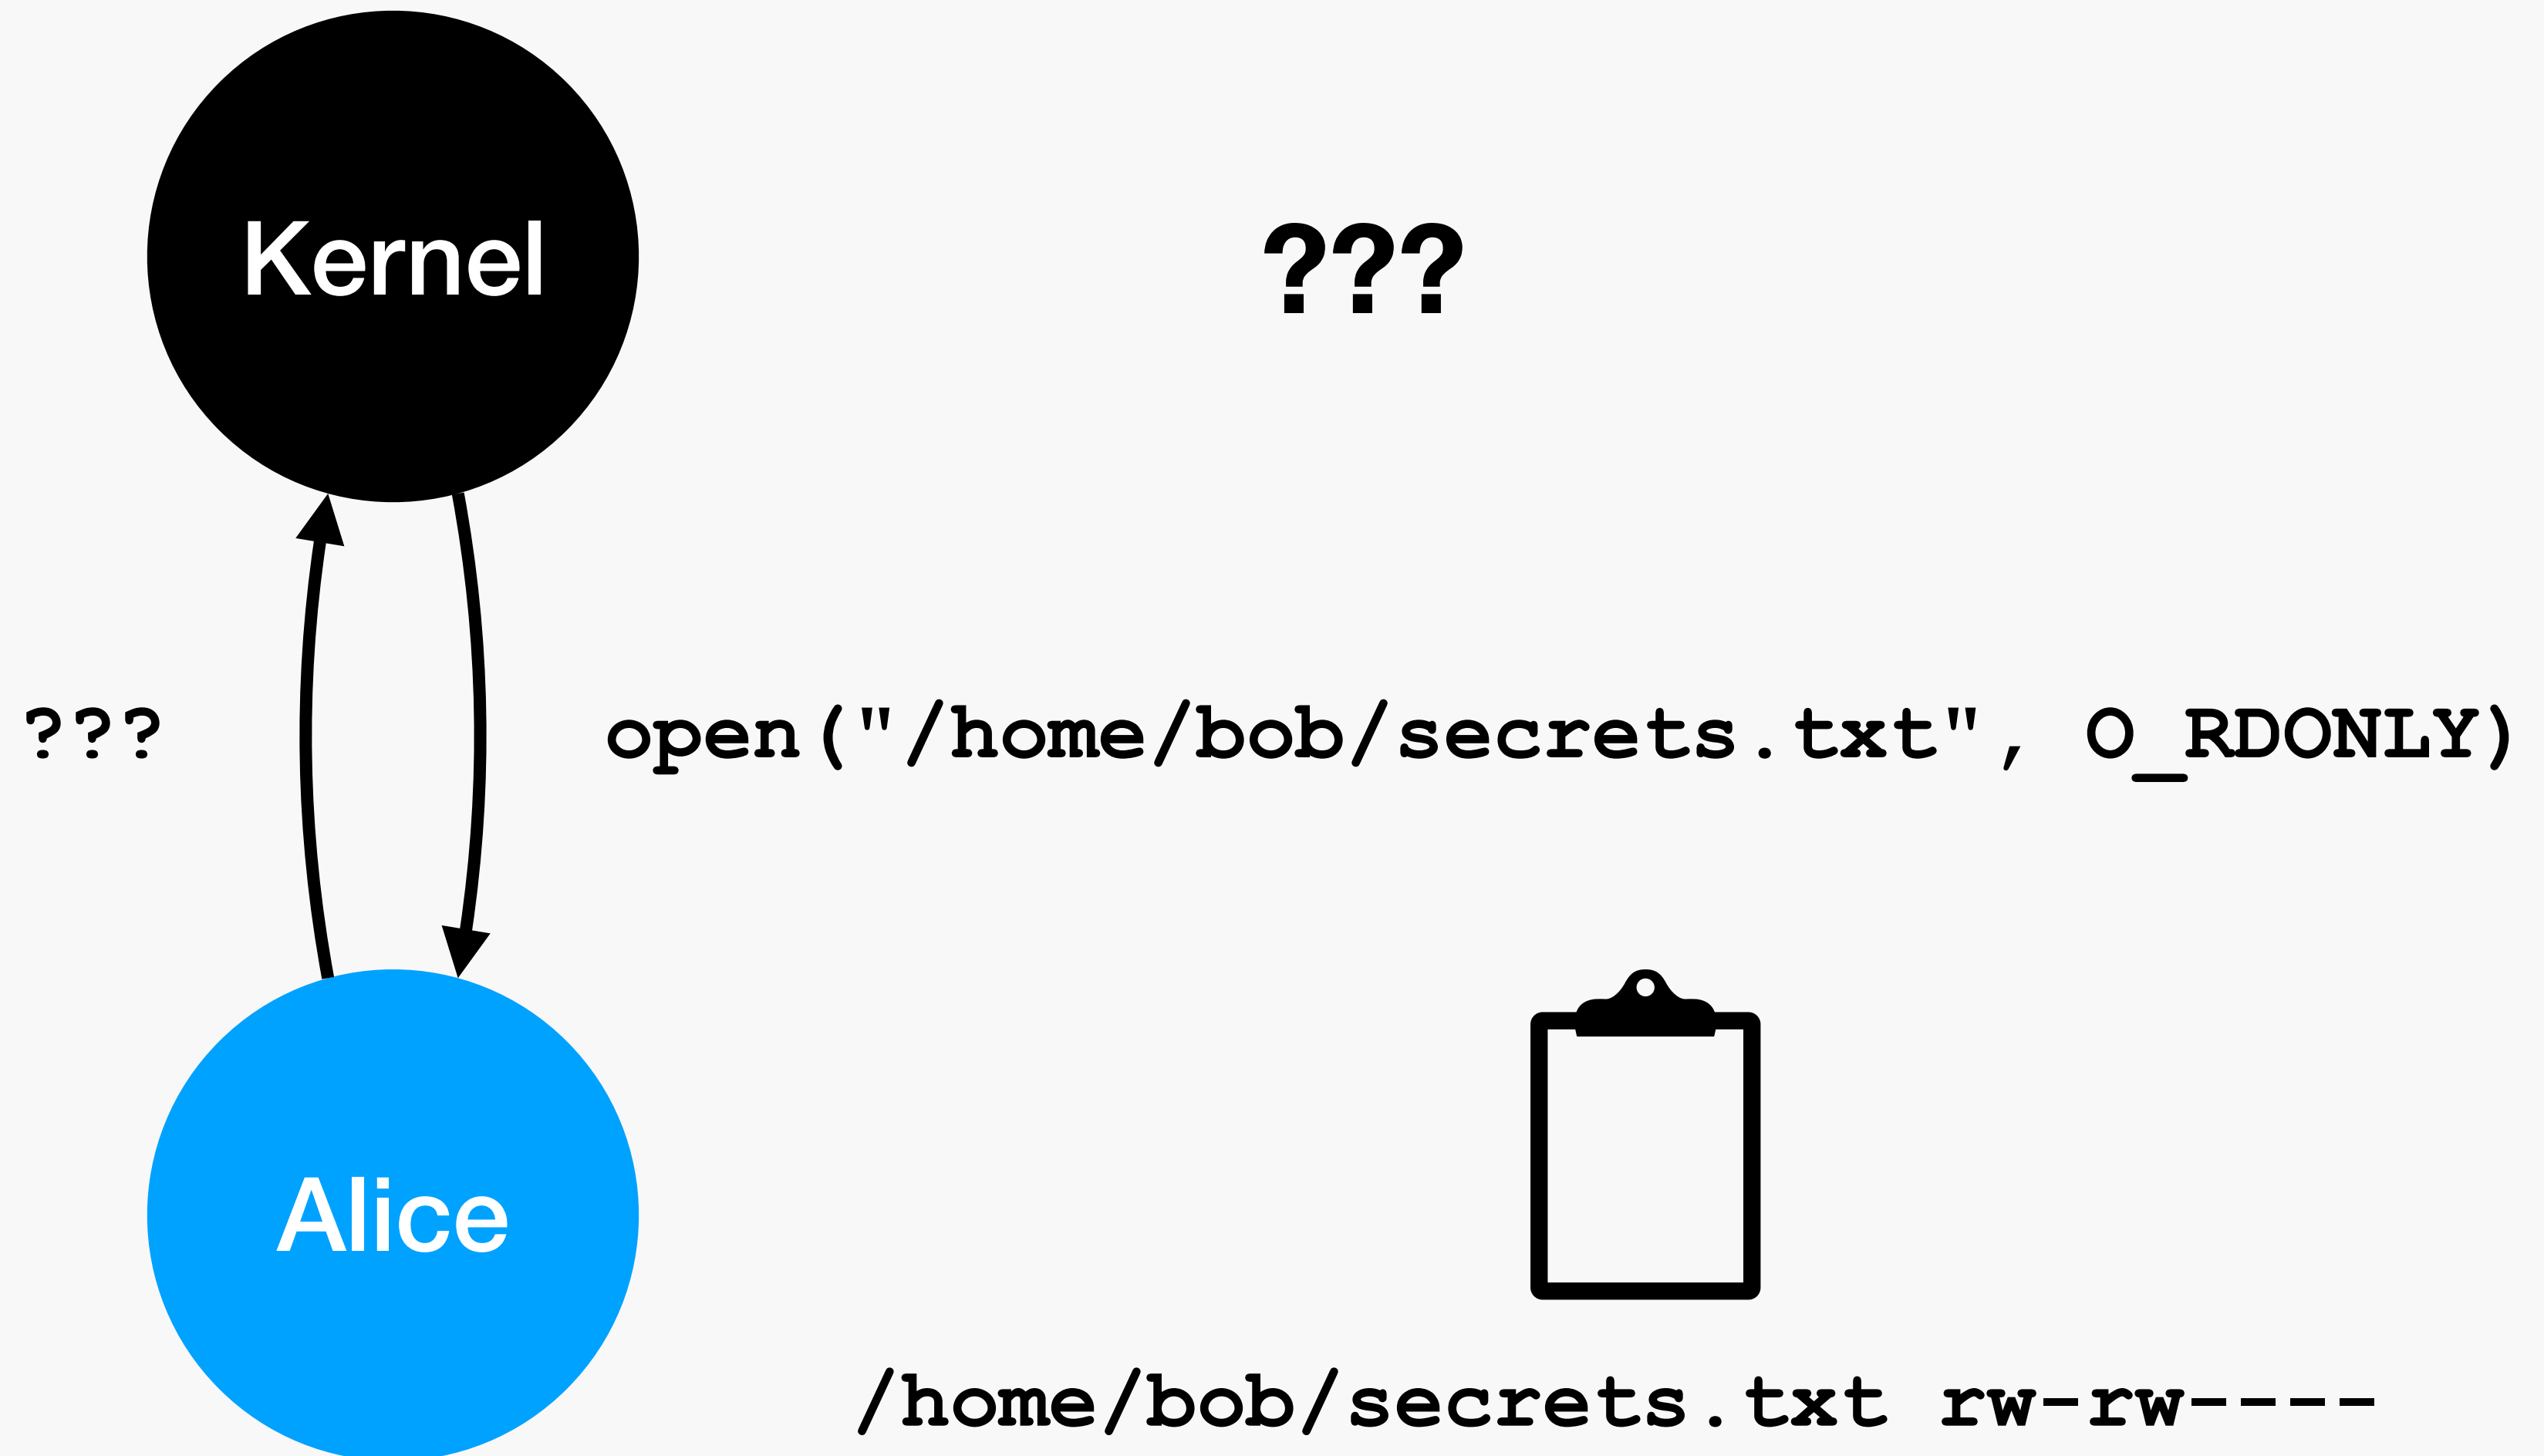 Kernel
???
???
open("/home/bob/secrets.txt", O_RDONLY)
Alice
/home/bob/secrets.txt rw-rw----